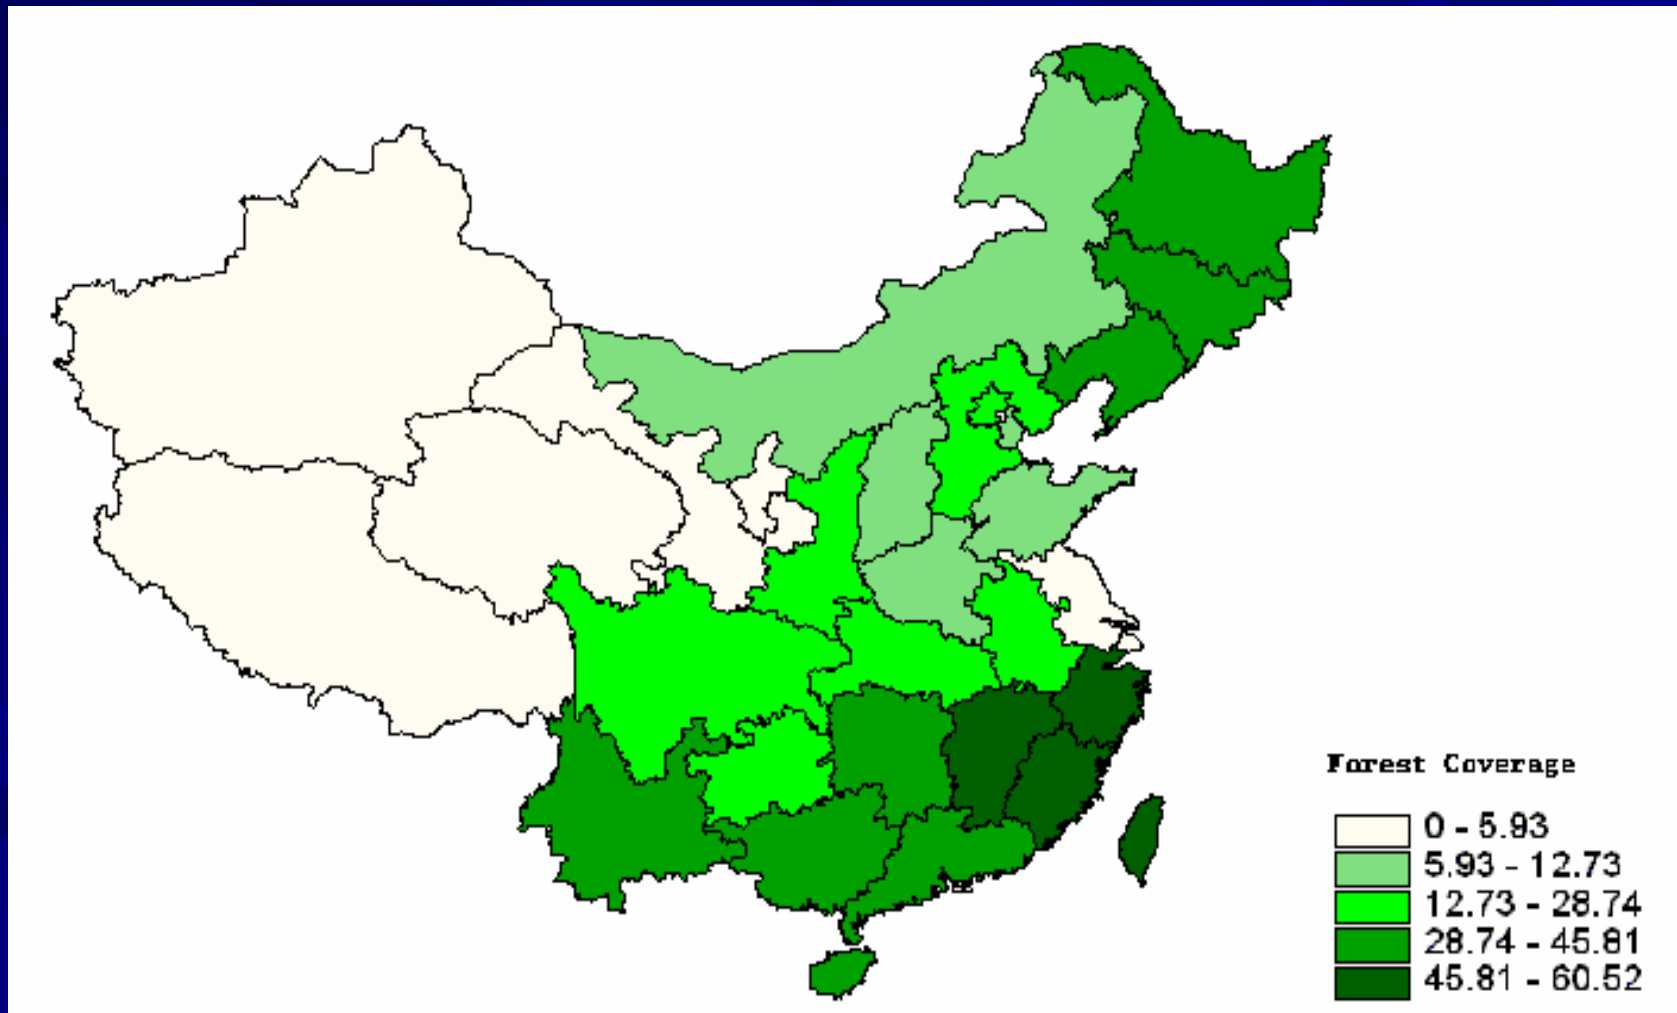 Forest Coverage
0 - 5.93
5.93 - 12.73
12.73 - 28.74
28.74 - 45.81
45.81 - 60.52